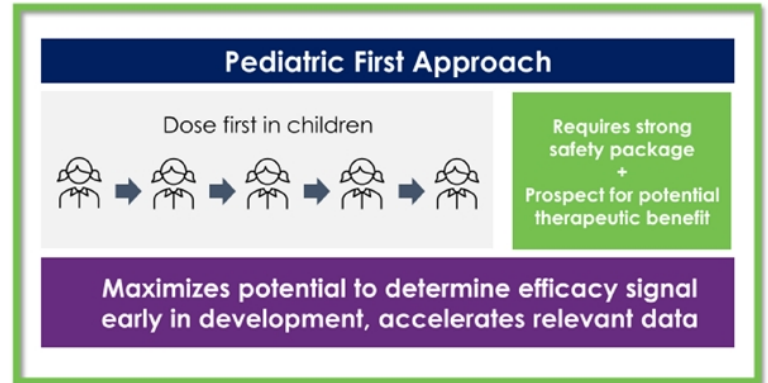 Pediatric First Approach
Dose first in children
Requires strong
safety package
+
Prospect for potential
therapeutic benefit
Maximizes potential to determine efficacy signal
early in development, accelerates relevant data